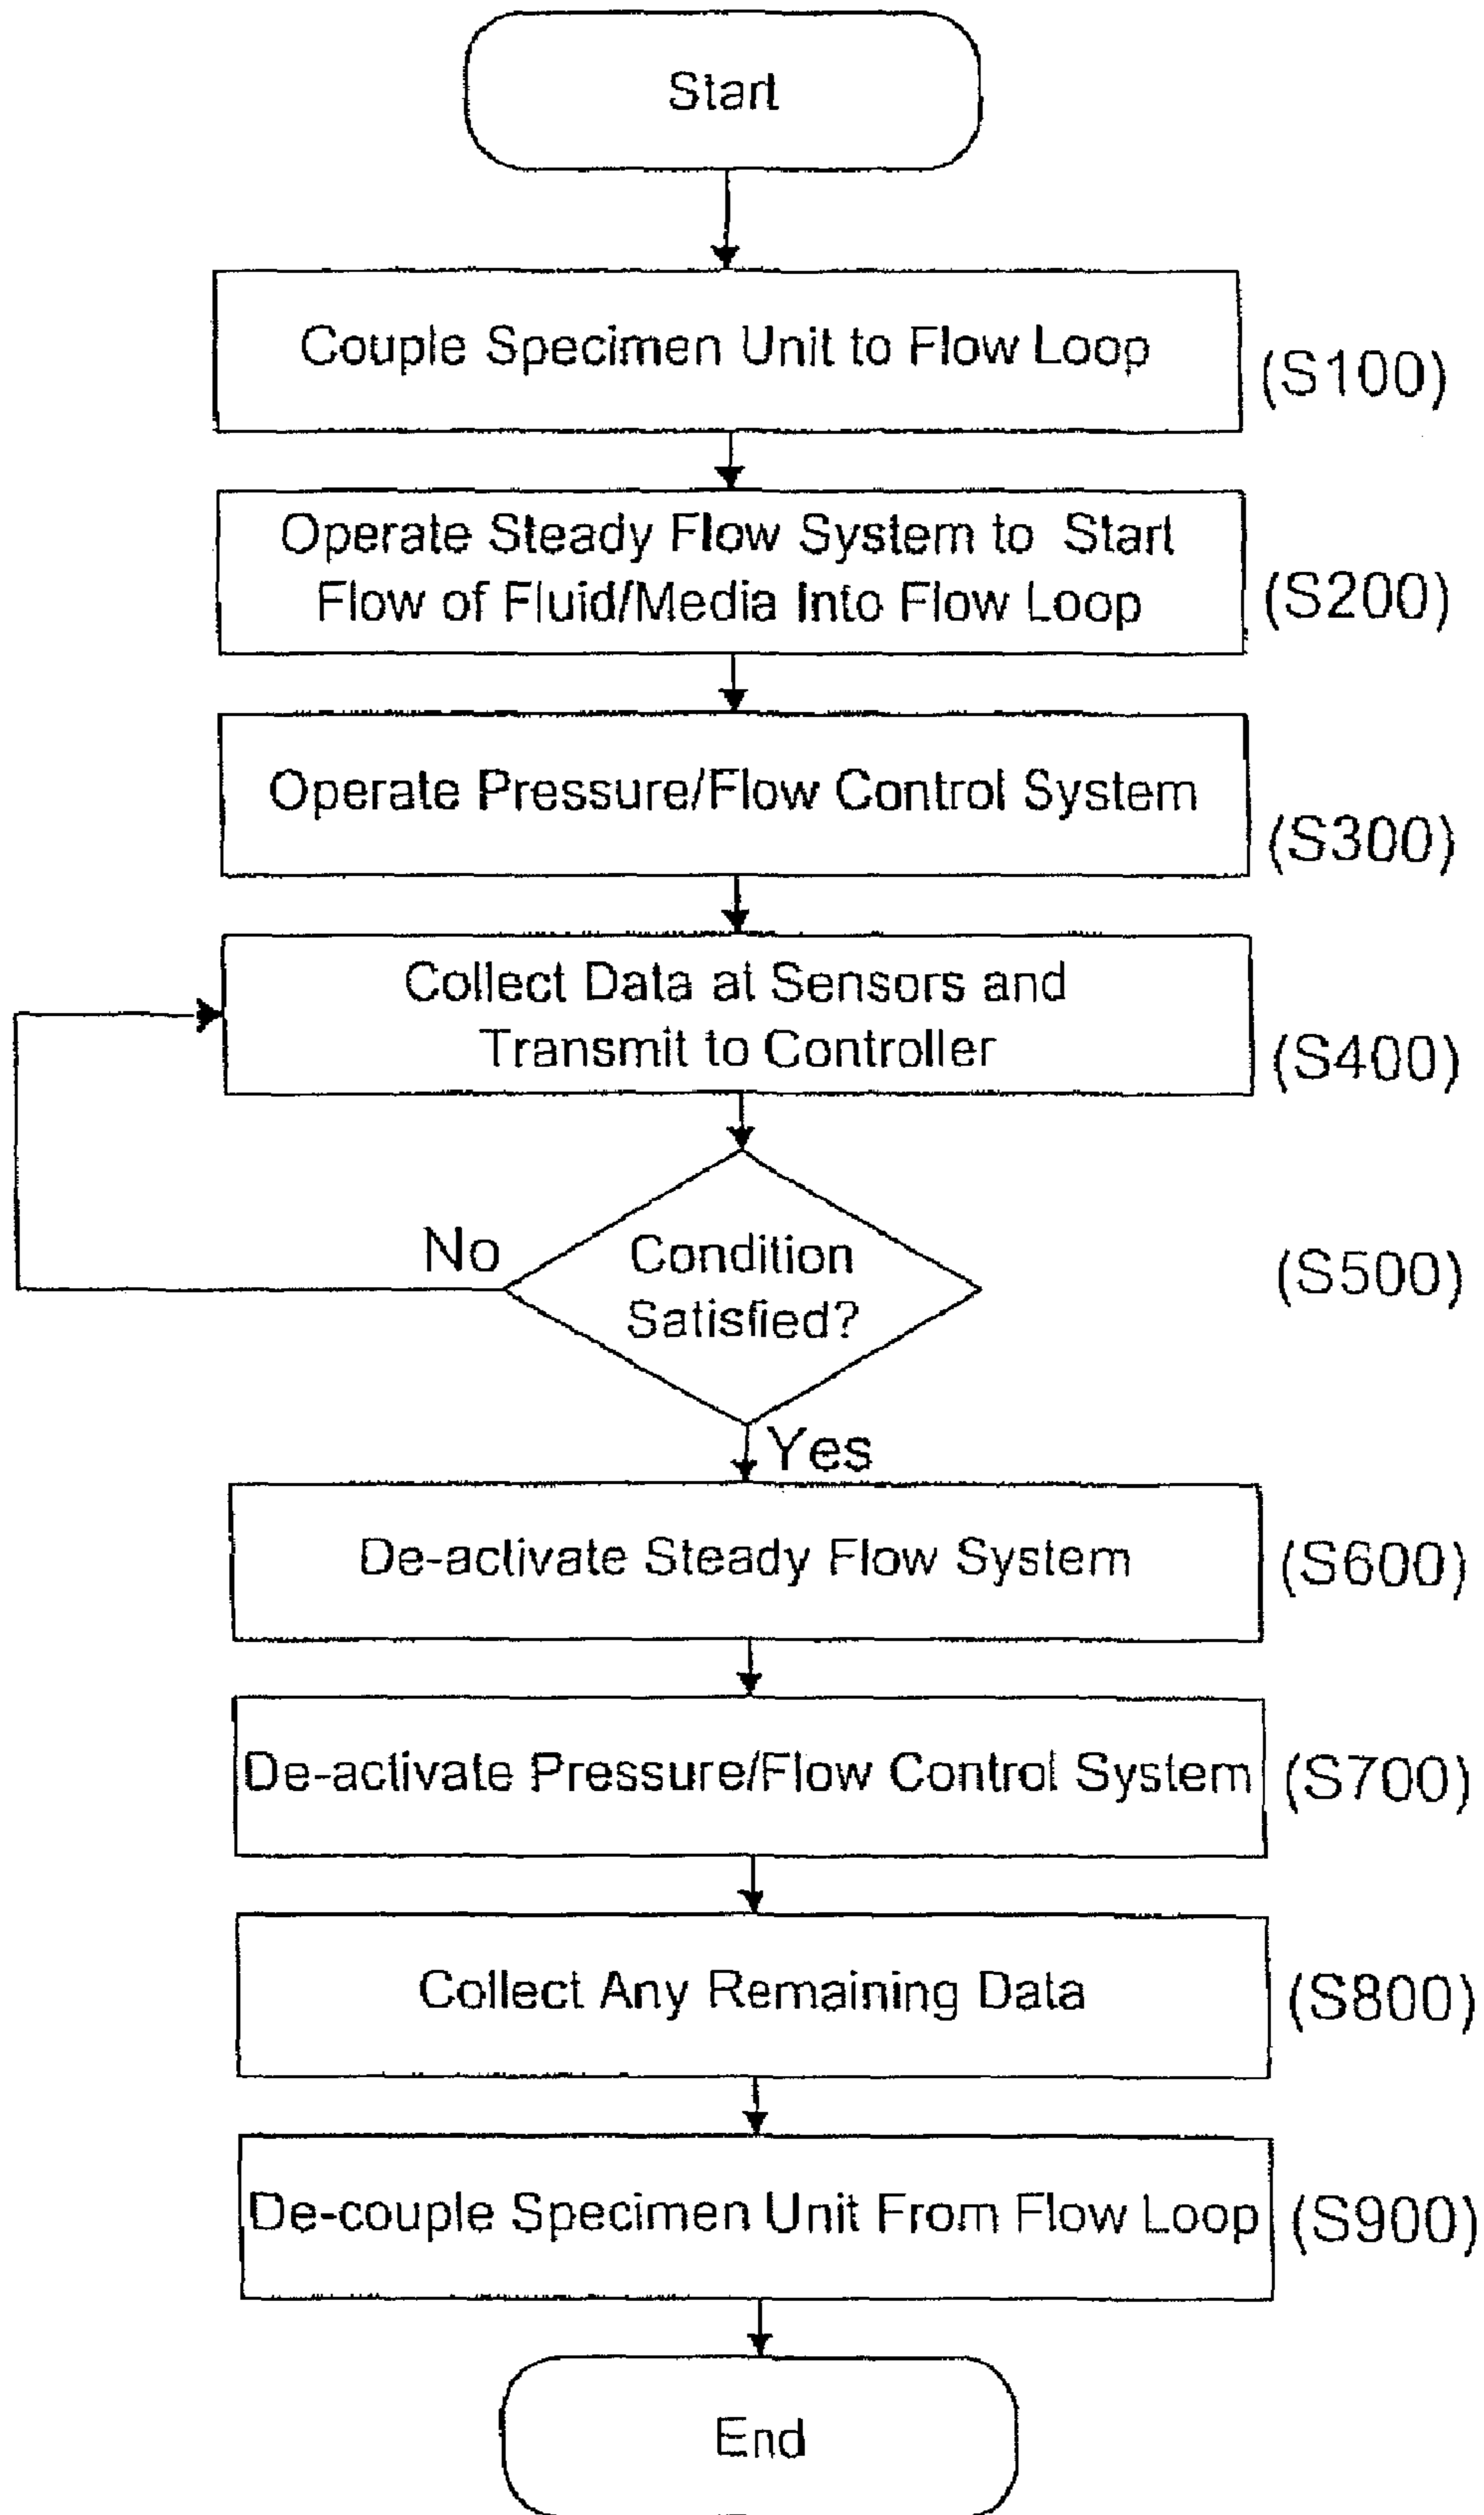 Start
Couple Specimen Unit to Flow Loop
(S100)
Operate Steady Flow System to Start
Flow of Fluid/Media Into Flow Loop
(S200)
Operate Pressure/Flow Control System
(S300)
Collect Data at Sensors and
Transmit to Controller
(S400)
No
Condition
Satisfied?
(S500)
Yes
De-activate Steady Flow System
(S600)
De-activate Pressure/Flow Control System
(S700)
Collect Any Remaining Data
(S800)
De-couple Specimen Unit From Flow Loop
(S900)
End